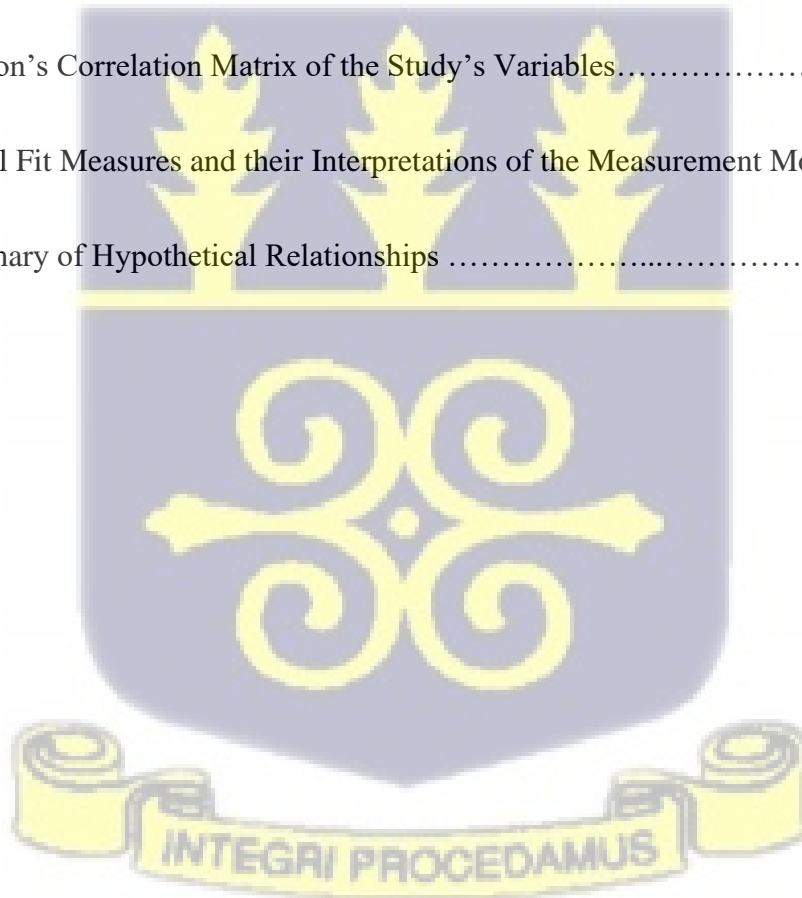 on's Correlation Matrix of the Study's Variables……………….
l Fit Measures and their Interpretations of the Measurement Mo
nary of Hypothetical Relationships ………………...………….
INTEGRI PROCEDAMUS